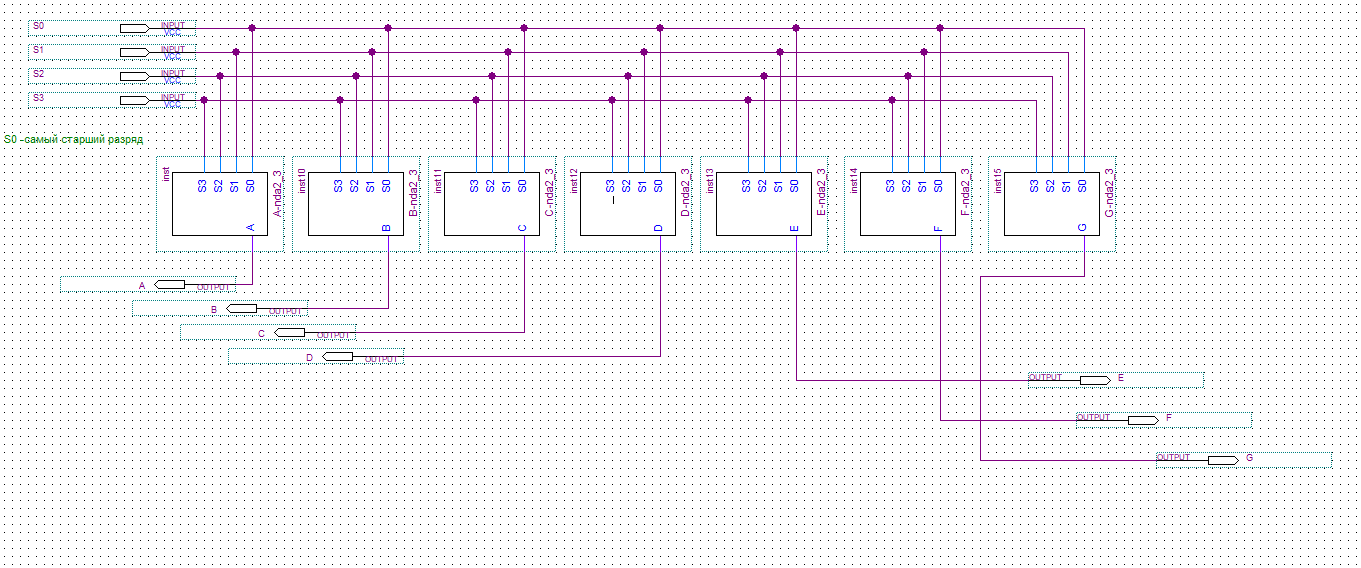 S0 INPUT VCC
S1 INPUT VCC
S2 INPUT VCC
S3 INPUT VCC
S0 -самый старший разряд
inst S3 S2 S1 S0 A A-nda2_3
inst10 S3 S2 S1 S0 B B-nda2_3
inst11 S3 S2 S1 S0 C C-nda2_3
inst12 S3 S2 S1 S0 D D-nda2_3
inst13 S3 S2 S1 S0 E E-nda2_3
inst14 S3 S2 S1 S0 F F-nda2_3
inst15 S3 S2 S1 S0 G G-nda2_3
A OUTPUT
B OUTPUT
C OUTPUT
D OUTPUT
OUTPUT E
OUTPUT F
OUTPUT G